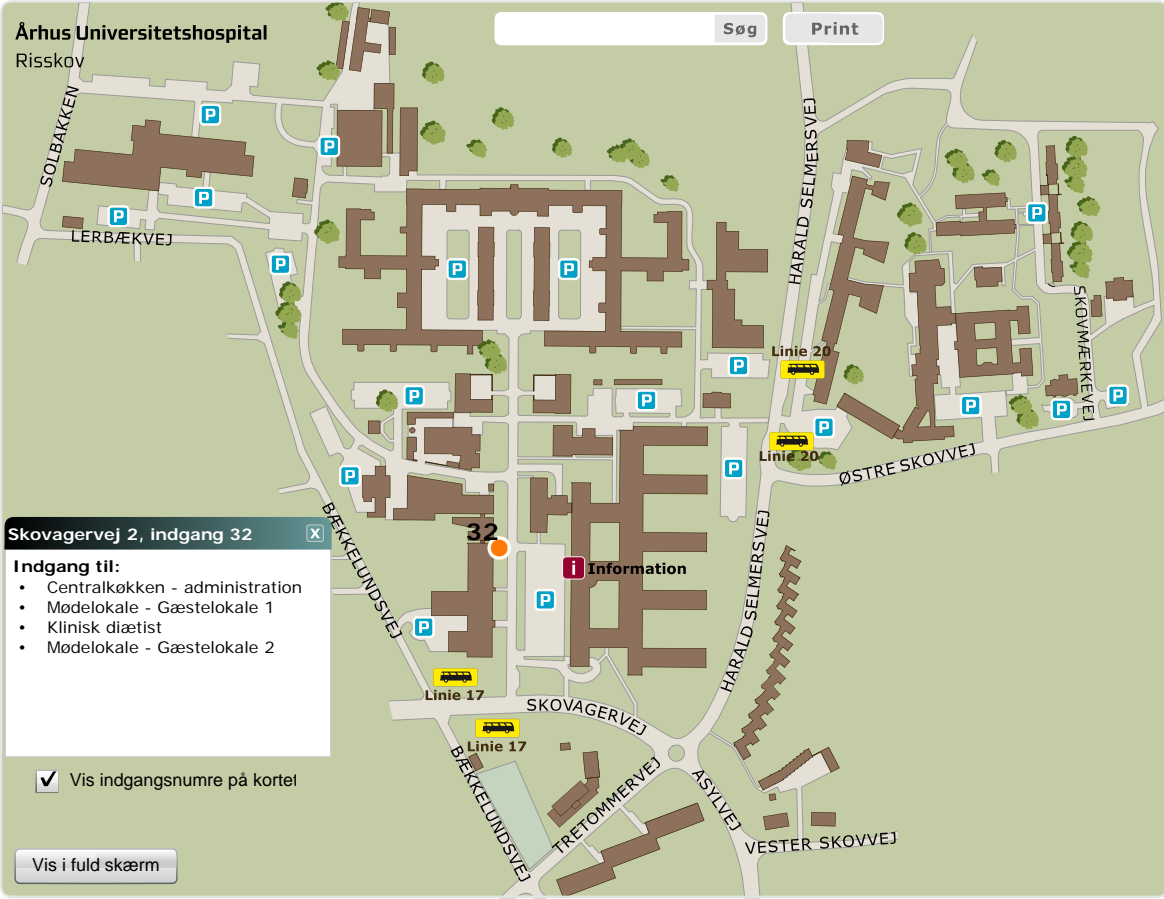 Århus Universitetshospital
Risskov
Søg
Print
SOLBAKKEN
P
P
P
P
LERBÆKVEJ
P
P
P
HARALD SELMERSVEJ
P
SKOVMÆRKEVEJ
Linie 20
P
P
P
P
P
P
P
Linie 20
ØSTRE SKOVVEJ
P
P
P
BÆKKELUNDSVEJ
32
i Information
P
P
HARALD SELMERSVEJ
Skovagervej 2, indgang 32 X
Indgang til:
• Centralkøkken - administration
• Mødelokale - Gæstelokale 1
• Klinisk diætist
• Mødelokale - Gæstelokale 2
Linie 17
SKOVAGERVEJ
Linie 17
BÆKKELUNDSVEJ
TRETOMMERVEJ
ASYLVEJ
VESTER SKOVVEJ
Vis indgangsnumre på kortet
Vis i fuld skærm